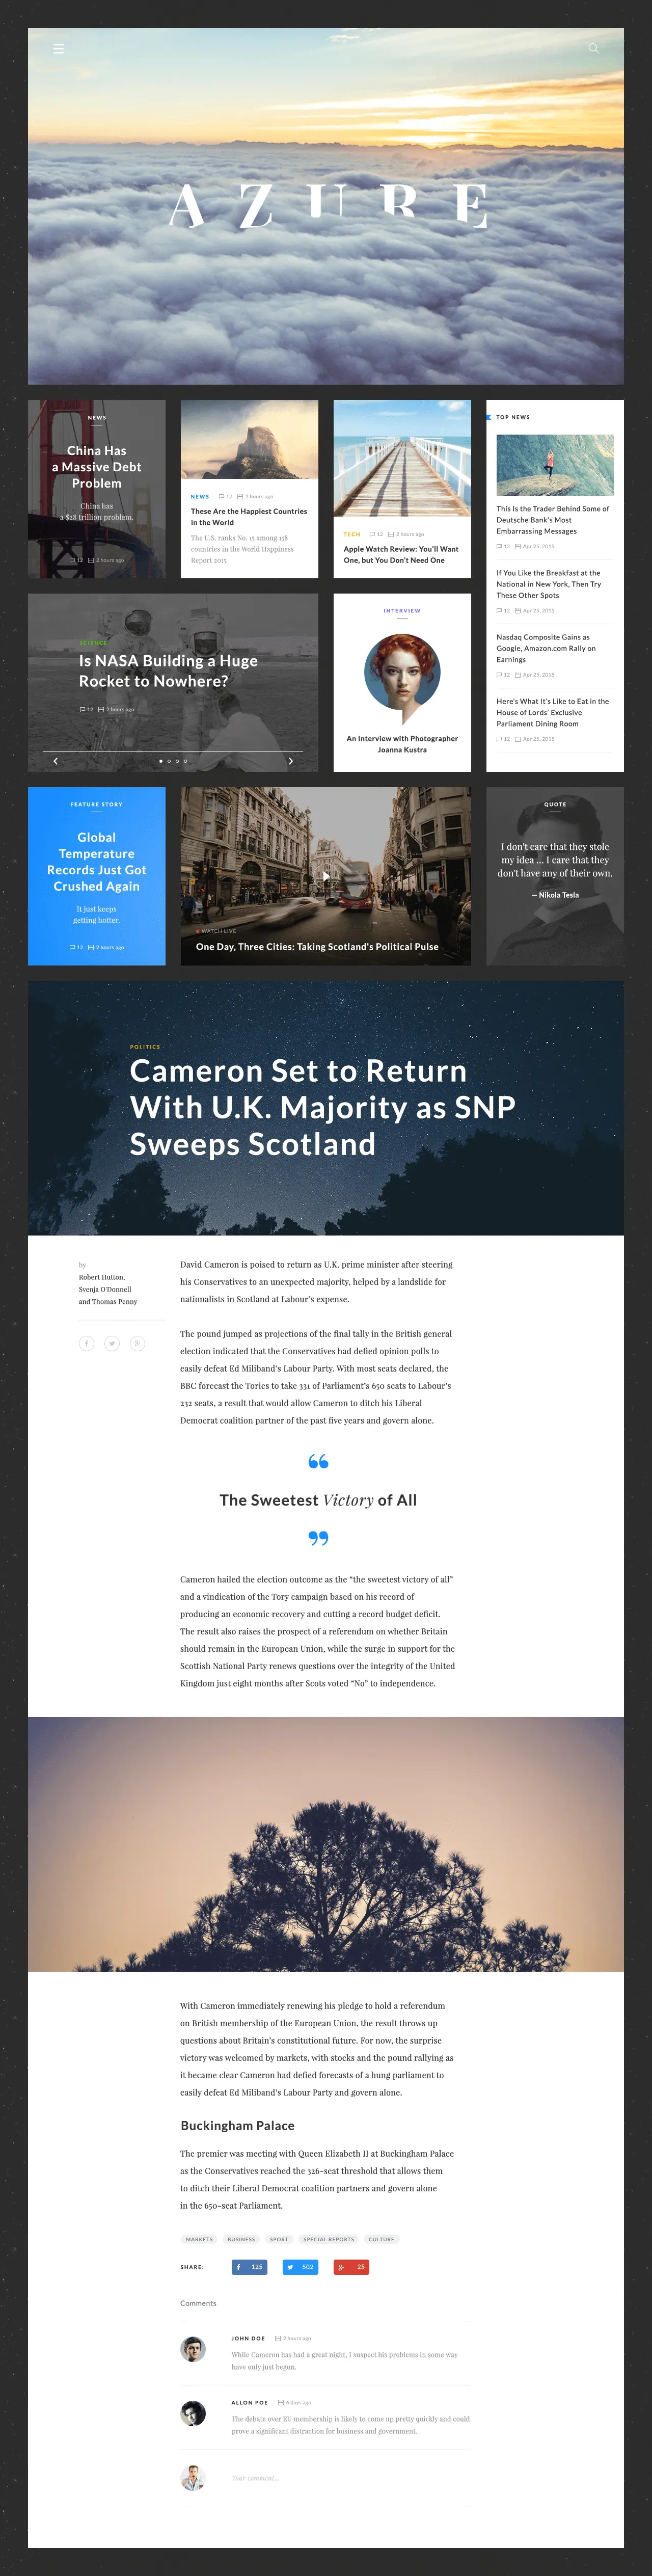 AZURE
NEWS
China Has
a Massive Debt
Problem
China has
a $28 trillion problem.
12 2 hours ago
NEWS 12 2 hours ago
These Are the Happiest Countries
in the World
The U.S. ranks No. 15 among 158
countries in the World Happiness
Report 2015
TECH 12 2 hours ago
Apple Watch Review: You'll Want
One, but You Don't Need One
TOP NEWS
This Is the Trader Behind Some of
Deutsche Bank's Most
Embarrassing Messages
12 Apr 25, 2015
If You Like the Breakfast at the
National in New York, Then Try
These Other Spots
12 Apr 25, 2015
Nasdaq Composite Gains as
Google, Amazon.com Rally on
Earnings
12 Apr 25, 2015
Here's What It's Like to Eat in the
House of Lords' Exclusive
Parliament Dining Room
12 Apr 25, 2015
SCIENCE
Is NASA Building a Huge
Rocket to Nowhere?
12 2 hours ago
INTERVIEW
An Interview with Photographer
Joanna Kustra
FEATURE STORY
Global
Temperature
Records Just Got
Crushed Again
It just keeps
getting hotter.
12 2 hours ago
WATCH LIVE
One Day, Three Cities: Taking Scotland's Political Pulse
QUOTE
I don't care that they stole
my idea ... I care that they
don't have any of their own.
— Nikola Tesla
POLITICS
Cameron Set to Return
With U.K. Majority as SNP
Sweeps Scotland
by
Robert Hutton,
Svenja O'Donnell
and Thomas Penny
David Cameron is poised to return as U.K. prime minister after steering
his Conservatives to an unexpected majority, helped by a landslide for
nationalists in Scotland at Labour's expense.
The pound jumped as projections of the final tally in the British general
election indicated that the Conservatives had defied opinion polls to
easily defeat Ed Miliband's Labour Party. With most seats declared, the
BBC forecast the Tories to take 331 of Parliament's 650 seats to Labour's
232 seats, a result that would allow Cameron to ditch his Liberal
Democrat coalition partner of the past five years and govern alone.
“
The Sweetest Victory of All
”
Cameron hailed the election outcome as the “the sweetest victory of all”
and a vindication of the Tory campaign based on his record of
producing an economic recovery and cutting a record budget deficit.
The result also raises the prospect of a referendum on whether Britain
should remain in the European Union, while the surge in support for the
Scottish National Party renews questions over the integrity of the United
Kingdom just eight months after Scots voted “No” to independence.
With Cameron immediately renewing his pledge to hold a referendum
on British membership of the European Union, the result throws up
questions about Britain's constitutional future. For now, the surprise
victory was welcomed by markets, with stocks and the pound rallying as
it became clear Cameron had defied forecasts of a hung parliament to
easily defeat Ed Miliband's Labour Party and govern alone.
Buckingham Palace
The premier was meeting with Queen Elizabeth II at Buckingham Palace
as the Conservatives reached the 326-seat threshold that allows them
to ditch their Liberal Democrat coalition partners and govern alone
in the 650-seat Parliament.
MARKETS BUSINESS SPORT SPECIAL REPORTS CULTURE
SHARE: 125 502 25
Comments
JOHN DOE 2 hours ago
While Cameron has had a great night, I suspect his problems in some way
have only just begun.
ALLON POE 6 days ago
The debate over EU membership is likely to come up pretty quickly and could
prove a significant distraction for business and government.
Your comment...